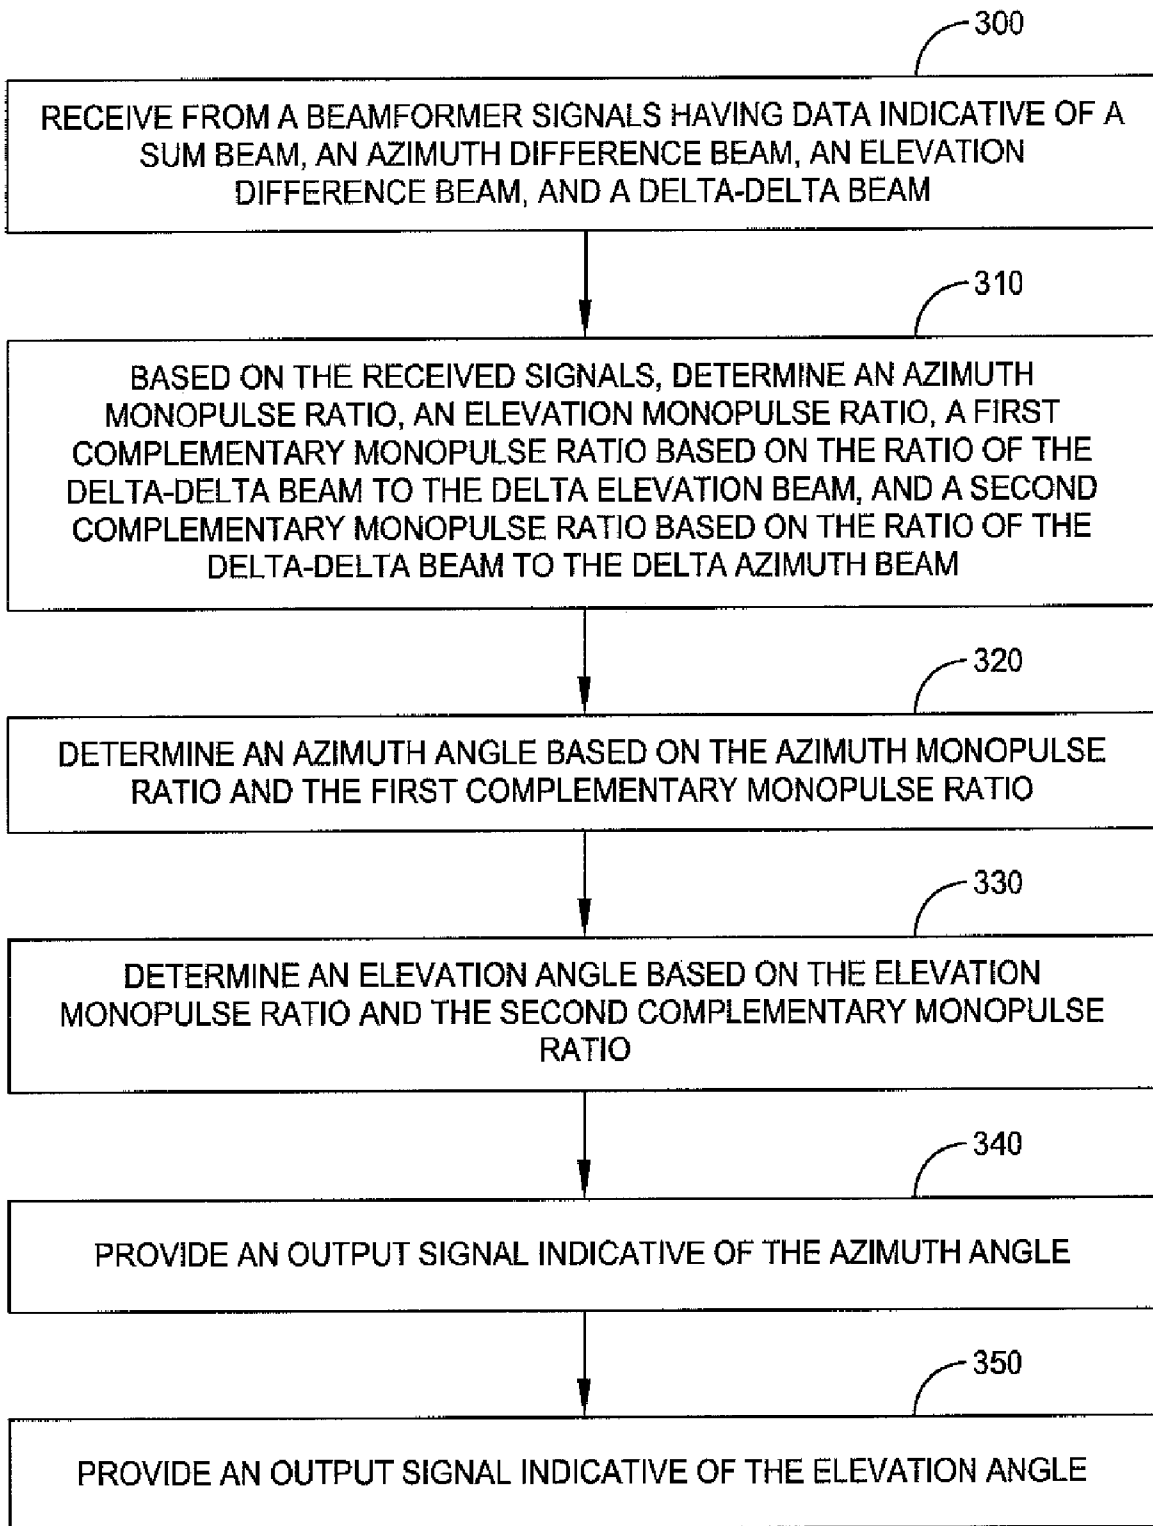 300
RECEIVE FROM A BEAMFORMER SIGNALS HAVING DATA INDICATIVE OF A
SUM BEAM, AN AZIMUTH DIFFERENCE BEAM, AN ELEVATION
DIFFERENCE BEAM, AND A DELTA-DELTA BEAM
310
BASED ON THE RECEIVED SIGNALS, DETERMINE AN AZIMUTH
MONOPULSE RATIO, AN ELEVATION MONOPULSE RATIO, A FIRST
COMPLEMENTARY MONOPULSE RATIO BASED ON THE RATIO OF THE
DELTA-DELTA BEAM TO THE DELTA ELEVATION BEAM, AND A SECOND
COMPLEMENTARY MONOPULSE RATIO BASED ON THE RATIO OF THE
DELTA-DELTA BEAM TO THE DELTA AZIMUTH BEAM
320
DETERMINE AN AZIMUTH ANGLE BASED ON THE AZIMUTH MONOPULSE
RATIO AND THE FIRST COMPLEMENTARY MONOPULSE RATIO
330
DETERMINE AN ELEVATION ANGLE BASED ON THE ELEVATION
MONOPULSE RATIO AND THE SECOND COMPLEMENTARY MONOPULSE
RATIO
340
PROVIDE AN OUTPUT SIGNAL INDICATIVE OF THE AZIMUTH ANGLE
350
PROVIDE AN OUTPUT SIGNAL INDICATIVE OF THE ELEVATION ANGLE